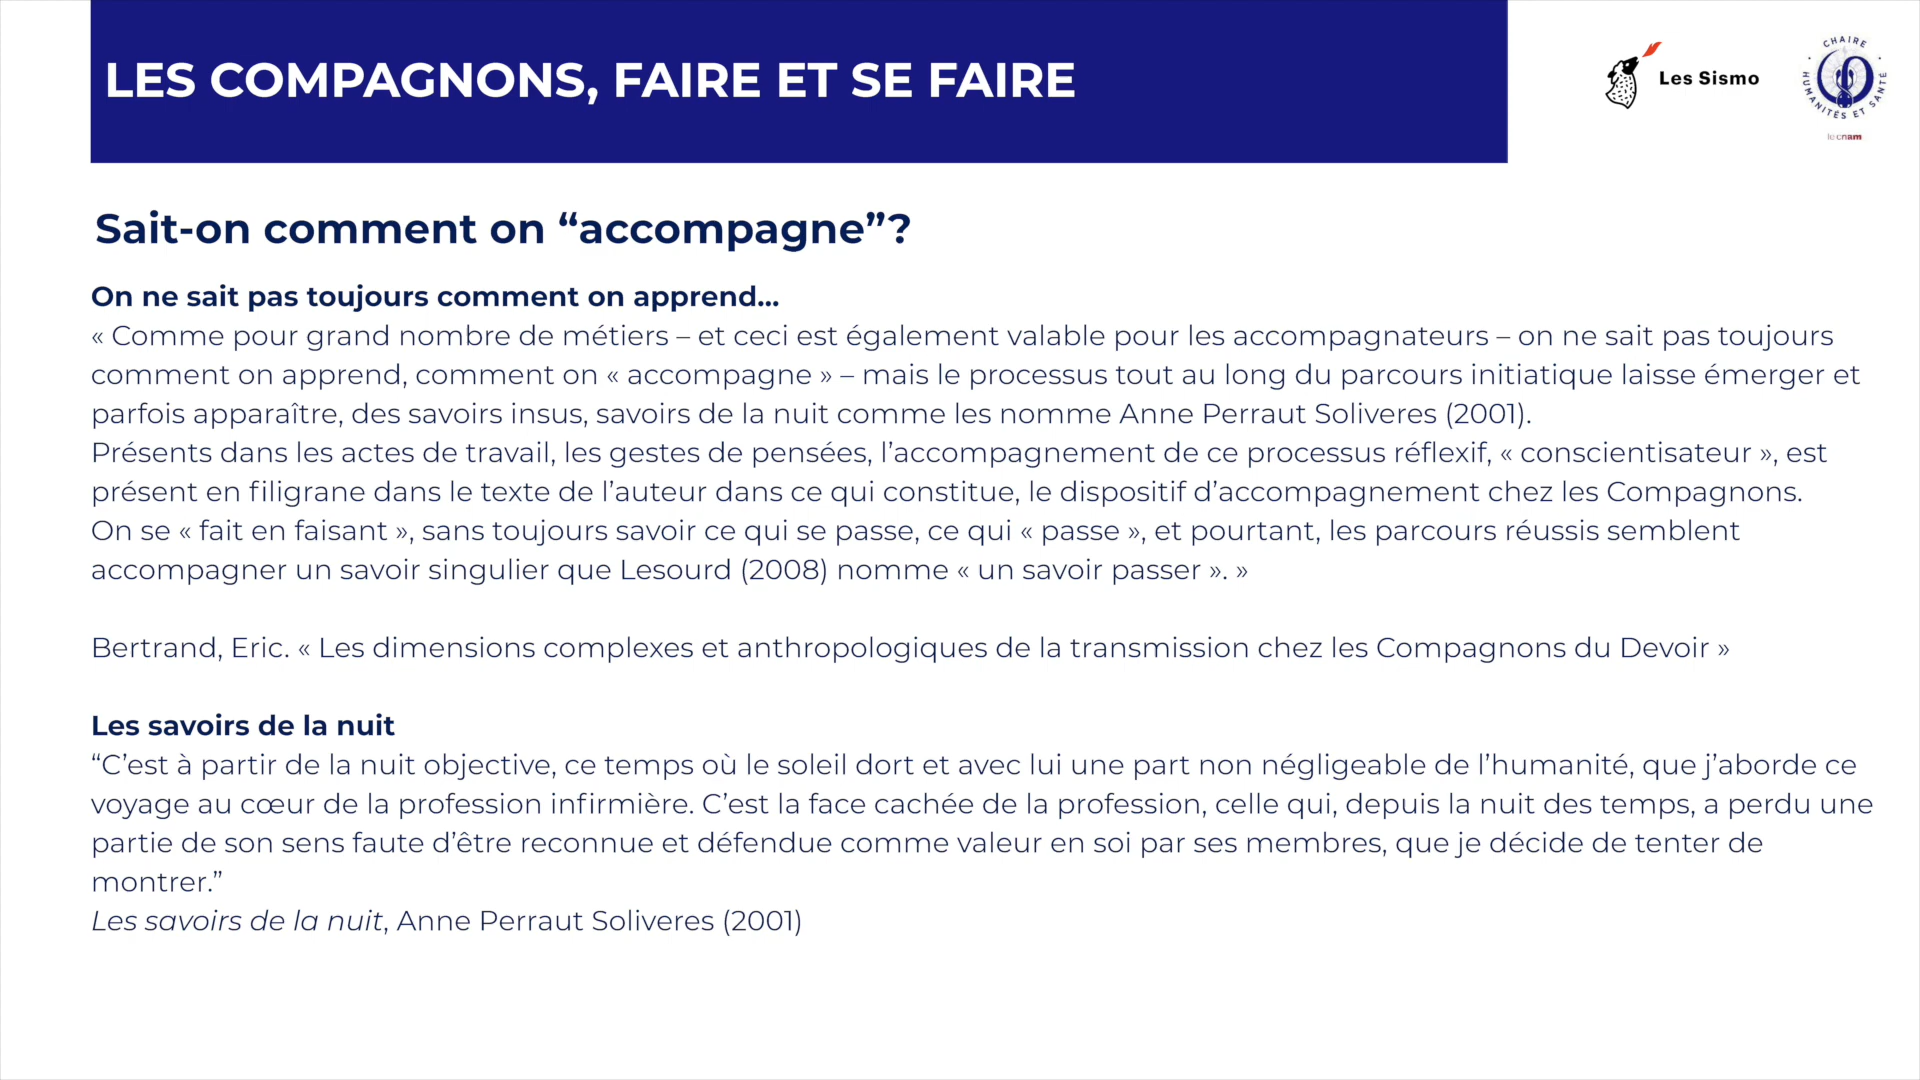 LES COMPAGNONS, FAIRE ET SE FAIRE
Les Sismo
CHAIRE HUMANITÉS ET SANTÉ
le cnam
Sait-on comment on “accompagne”?
On ne sait pas toujours comment on apprend...
« Comme pour grand nombre de métiers – et ceci est également valable pour les accompagnateurs – on ne sait pas toujours
comment on apprend, comment on « accompagne » – mais le processus tout au long du parcours initiatique laisse émerger et
parfois apparaître, des savoirs insus, savoirs de la nuit comme les nomme Anne Perraut Soliveres (2001).
Présents dans les actes de travail, les gestes de pensées, l’accompagnement de ce processus réflexif, « conscientisateur », est
présent en filigrane dans le texte de l’auteur dans ce qui constitue, le dispositif d’accompagnement chez les Compagnons.
On se « fait en faisant », sans toujours savoir ce qui se passe, ce qui « passe », et pourtant, les parcours réussis semblent
accompagner un savoir singulier que Lesourd (2008) nomme « un savoir passer ». »
Bertrand, Eric. « Les dimensions complexes et anthropologiques de la transmission chez les Compagnons du Devoir »
Les savoirs de la nuit
“C’est à partir de la nuit objective, ce temps où le soleil dort et avec lui une part non négligeable de l’humanité, que j’aborde ce
voyage au cœur de la profession infirmière. C’est la face cachée de la profession, celle qui, depuis la nuit des temps, a perdu une
partie de son sens faute d’être reconnue et défendue comme valeur en soi par ses membres, que je décide de tenter de
montrer.”
Les savoirs de la nuit, Anne Perraut Soliveres (2001)